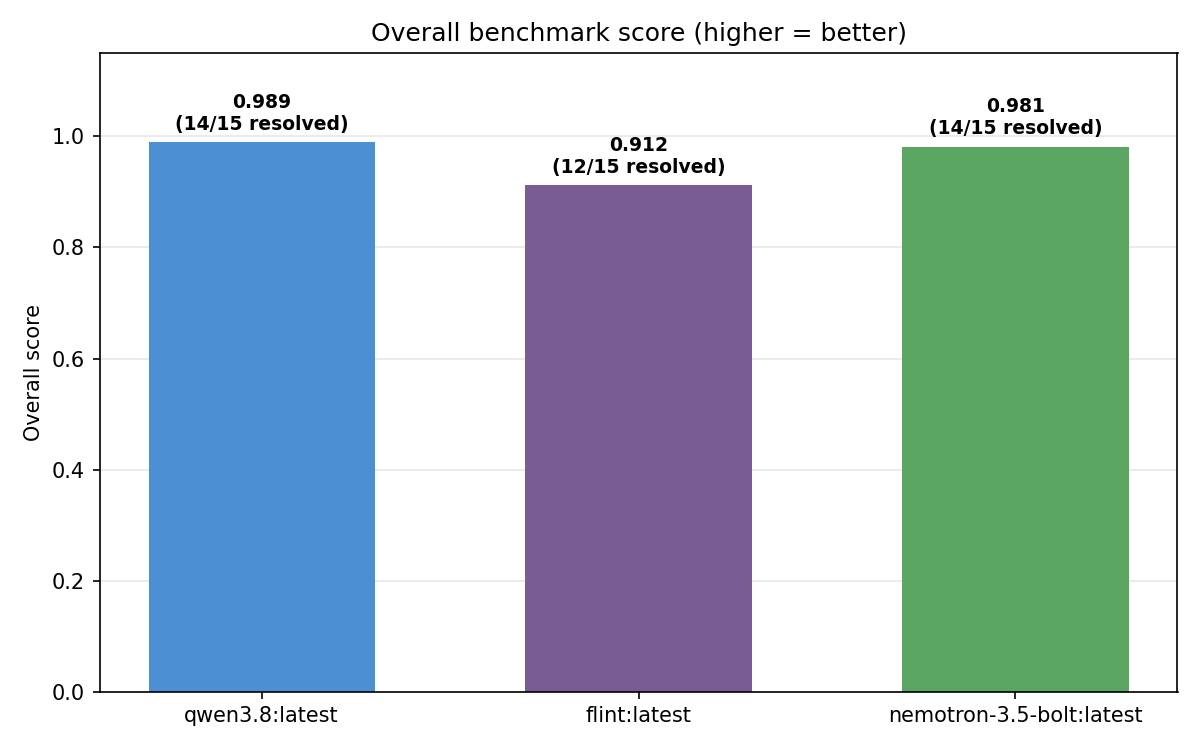 Overall benchmark score (higher = better)
0.989
(14/15 resolved)
0.912
(12/15 resolved)
0.981
(14/15 resolved)
Overall score
1.0
0.8
0.6
0.4
0.2
0.0
qwen3.8:latest
flint:latest
nemotron-3.5-bolt:latest